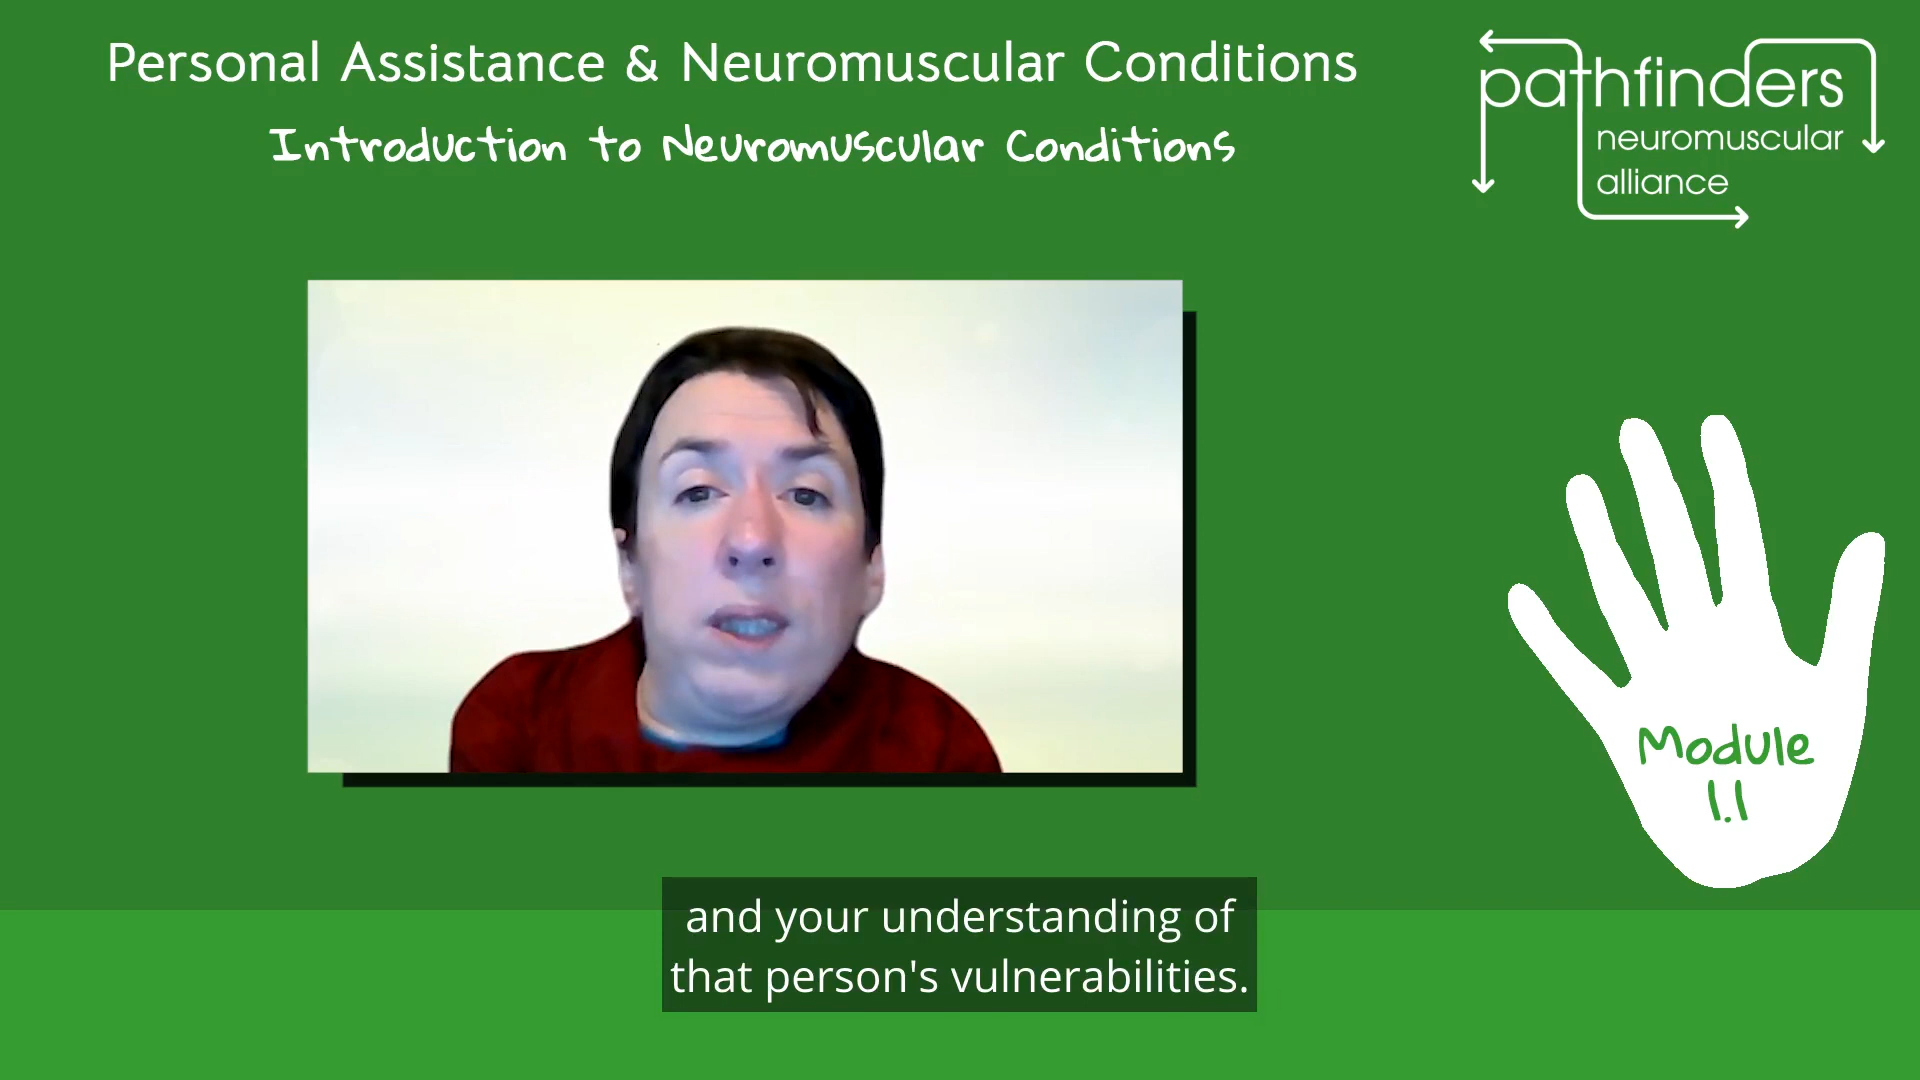 Personal Assistance & Neuromuscular Conditions
Introduction to Neuromuscular Conditions
pathfinders
neuromuscular
alliance
Module
1.1
and your understanding of
that person's vulnerabilities.